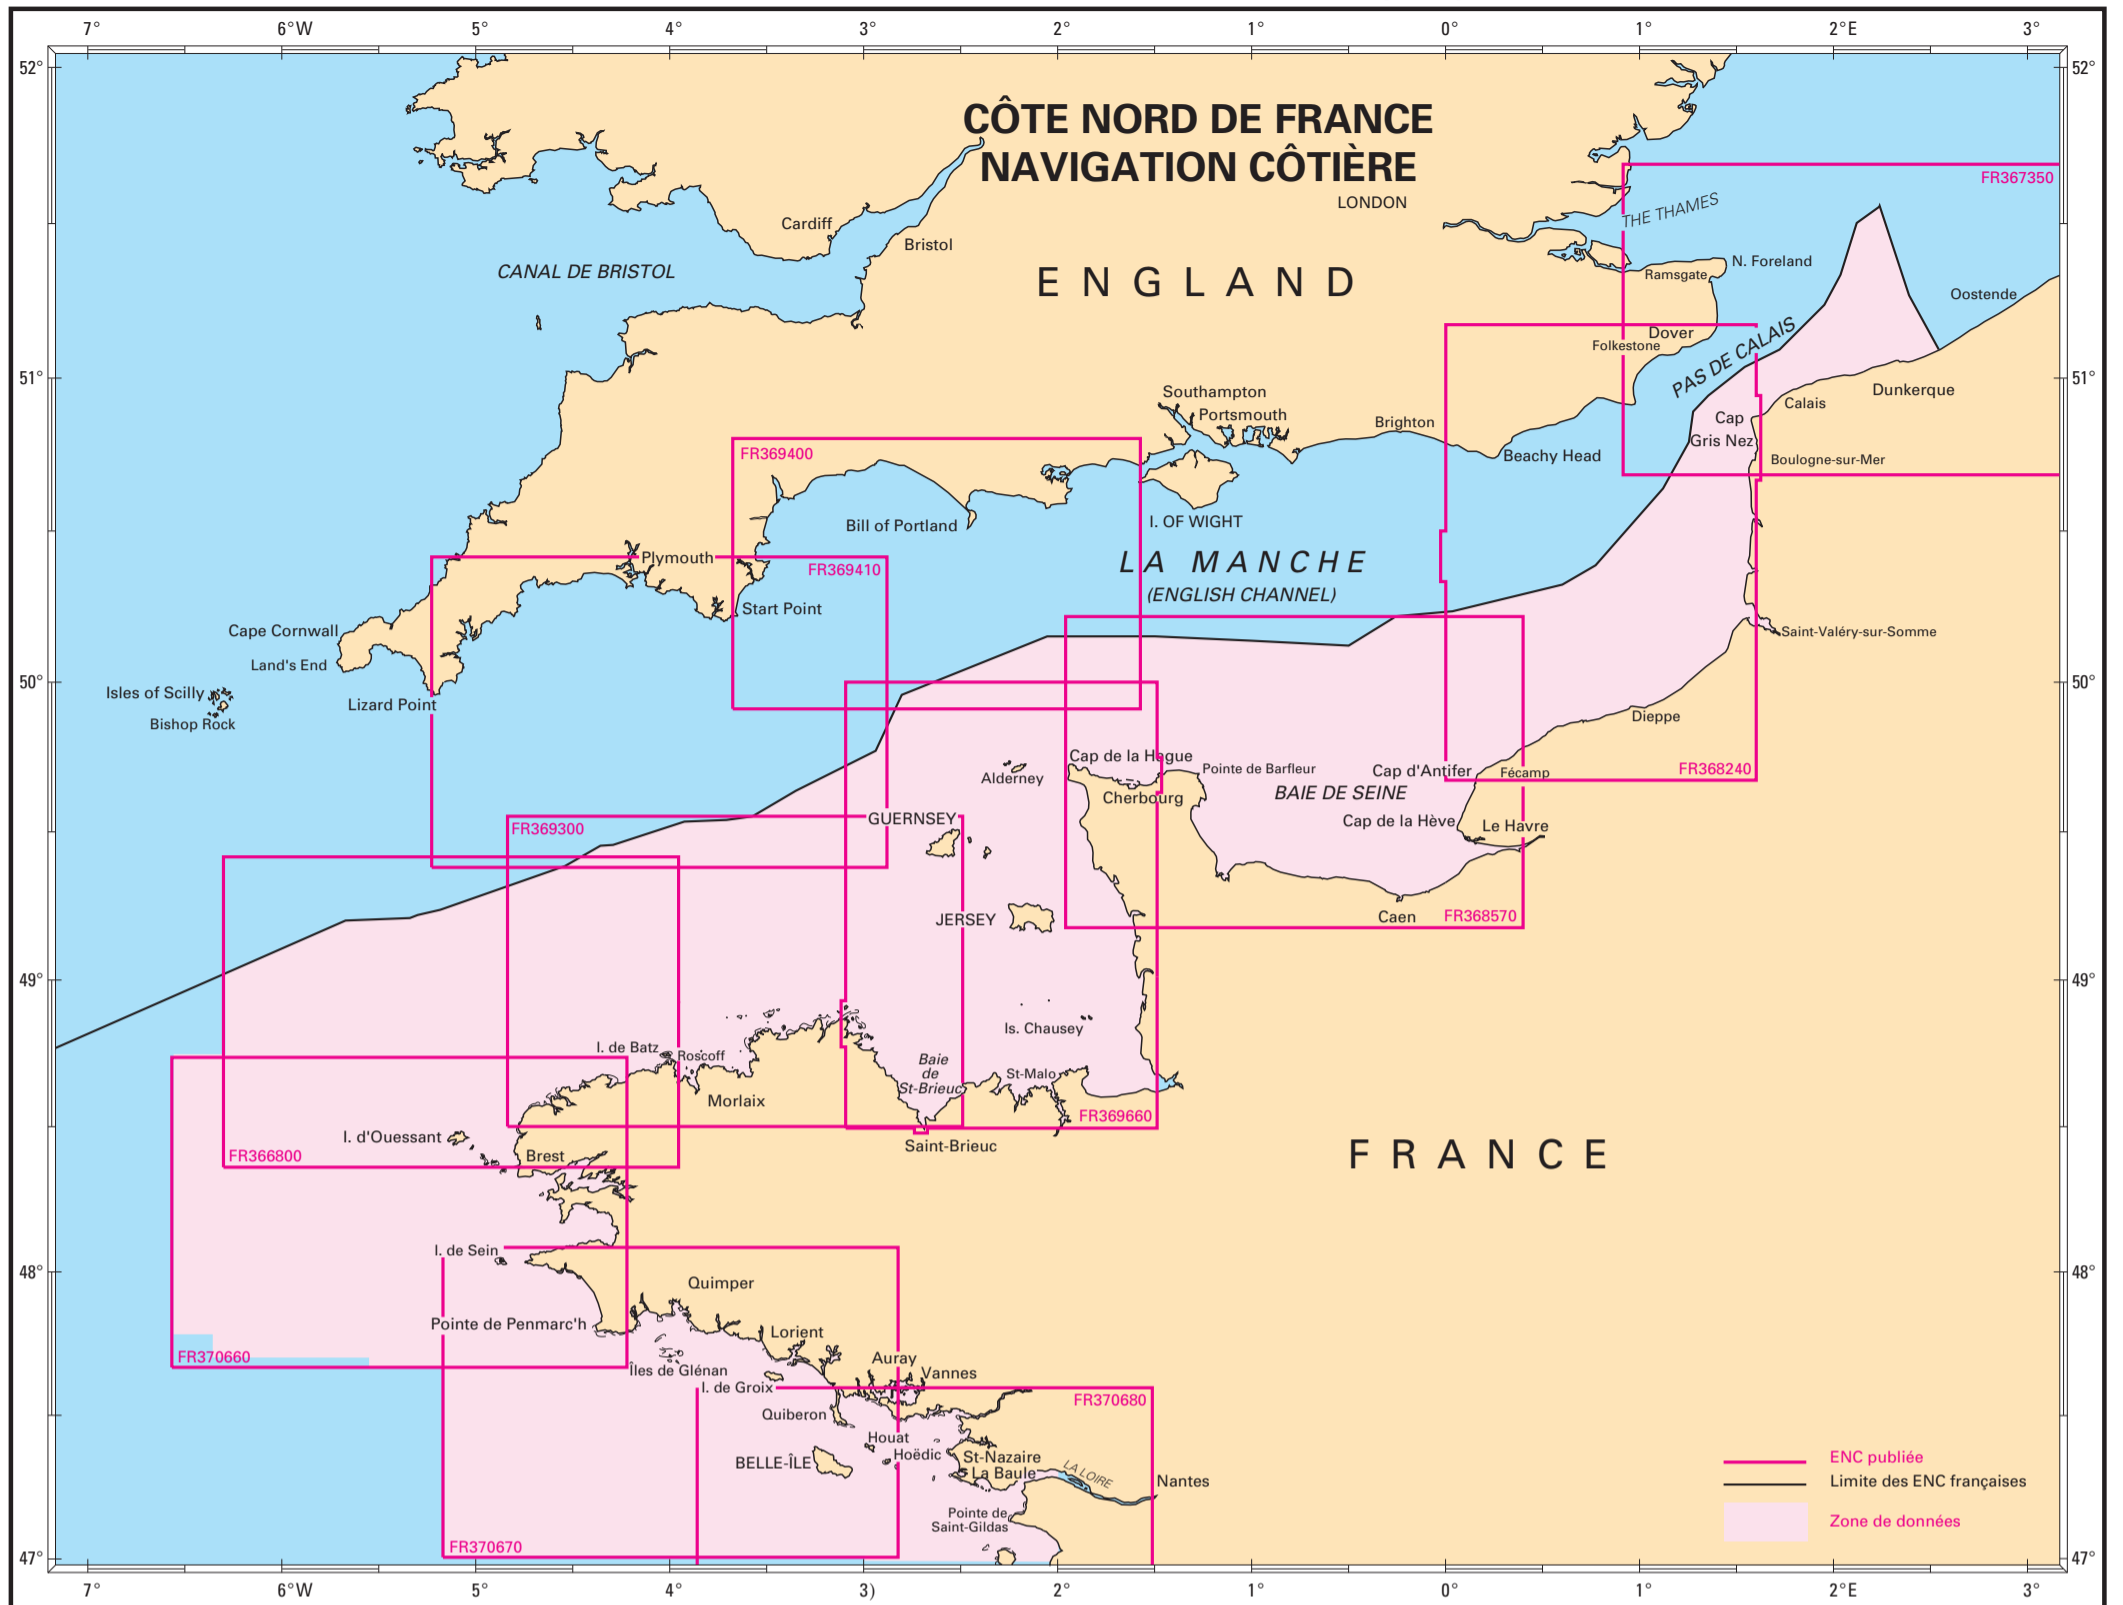 7° 6°W 5° 4° 3° 2° 1° 0° 1° 2°E 3°
52° 52°
CÔTE NORD DE FRANCE
NAVIGATION CÔTIÈRE
FR367350
LONDON
THE THAMES
Cardiff
Bristol
CANAL DE BRISTOL
ENGLAND
N. Foreland
Ramsgate
Oostende
Dover
Folkestone
PAS DE CALAIS
51° 51°
Southampton
Portsmouth
Brighton
Beachy Head
Dunkerque
Calais
Cap
Gris Nez
Boulogne-sur-Mer
FR369400
Bill of Portland
I. OF WIGHT
LA MANCHE
(ENGLISH CHANNEL)
Plymouth
FR369410
Start Point
Cape Cornwall
Land's End
Isles of Scilly
Bishop Rock
Lizard Point
Saint-Valéry-sur-Somme
50° 50°
Dieppe
Cap de la Hague
Alderney
Pointe de Barfleur
Cap d'Antifer
Fécamp
FR368240
Cherbourg
BAIE DE SEINE
Cap de la Hève
Le Havre
GUERNSEY
FR369300
JERSEY
Caen
FR368570
49° 49°
Is. Chausey
I. de Batz
Roscoff
Baie
de
St-Brieuc
St-Malo
Morlaix
FR369660
Saint-Brieuc
I. d'Ouessant
FR366800
Brest
FRANCE
I. de Sein
48° 48°
Quimper
Pointe de Penmarc'h
Lorient
FR370660
Îles de Glénan
Auray
Vannes
I. de Groix
FR370680
Quiberon
Houat
Hoëdic
BELLE-ÎLE
St-Nazaire
La Baule
LA LOIRE
Nantes
Pointe de
Saint-Gildas
FR370670
ENC publiée
Limite des ENC françaises
Zone de données
47° 47°
7° 6°W 5° 4° 3) 2° 1° 0° 1° 2°E 3°